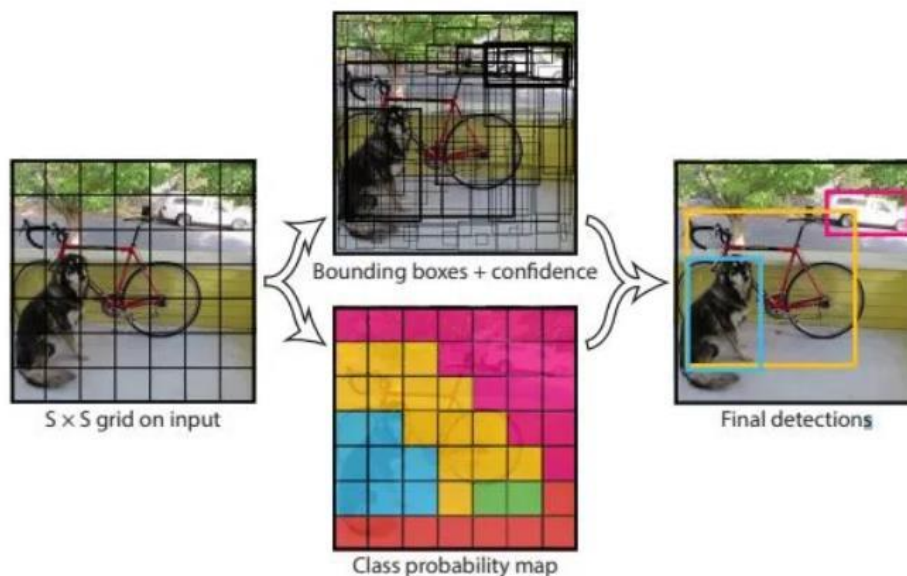 Bounding boxes + confidence
S × S grid on input
Final detections
Class probability map